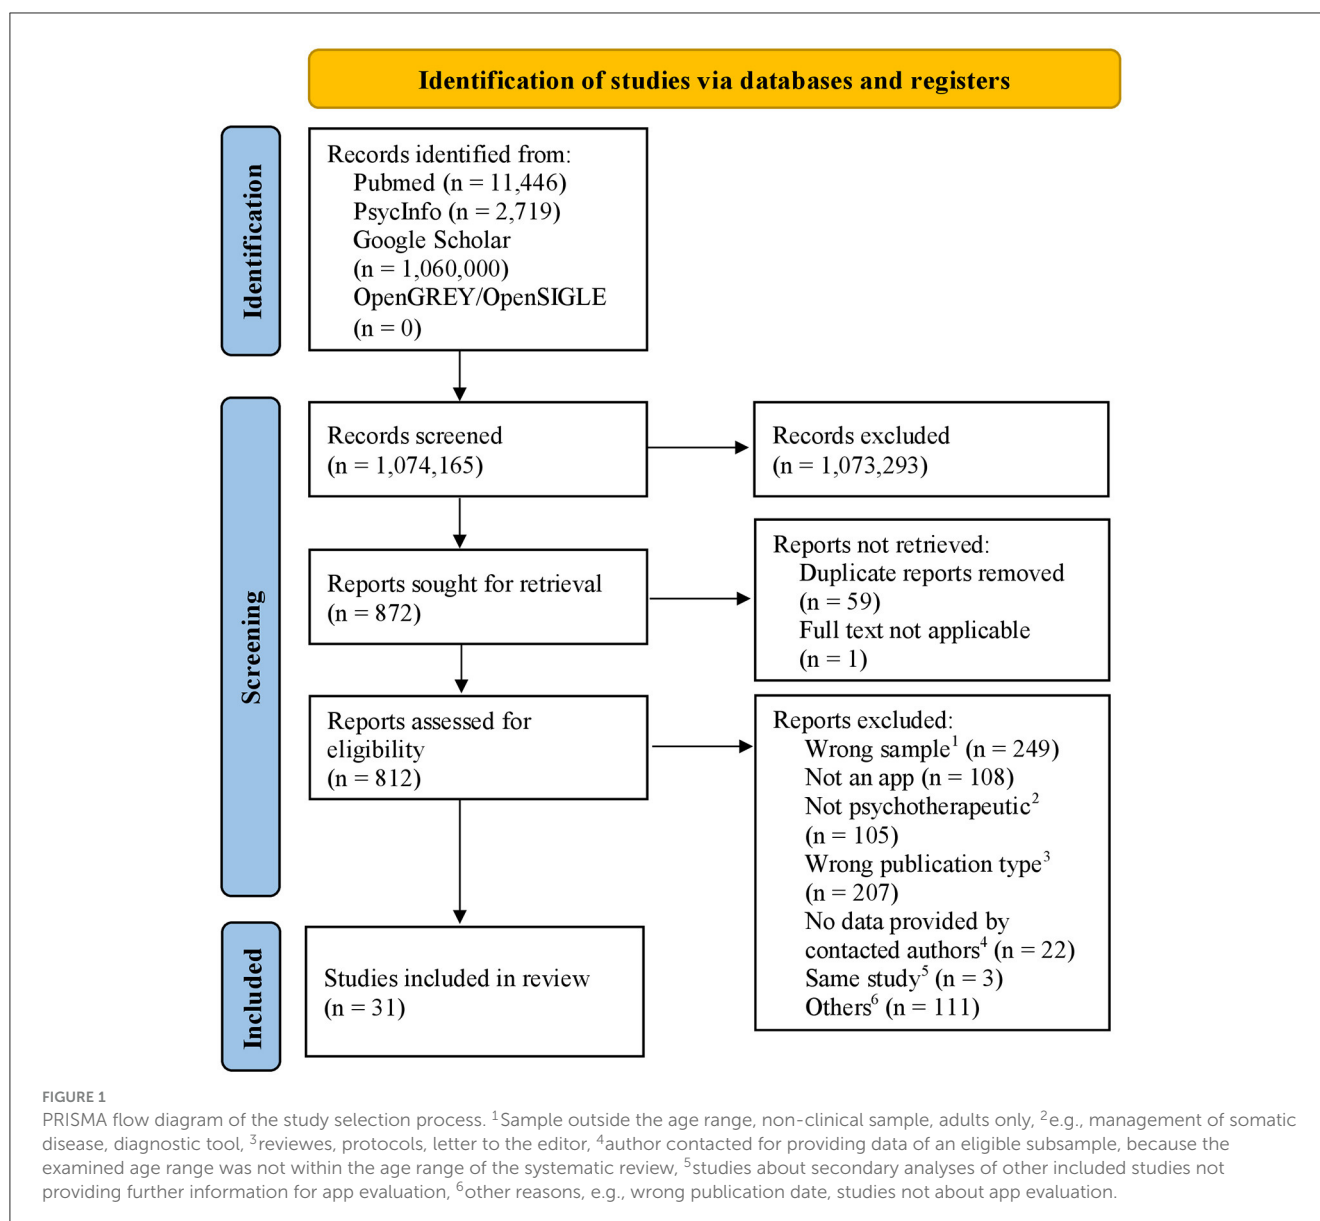 Identification of studies via databases and registers
Identification
Records identified from:
Pubmed (n = 11,446)
PsycInfo (n = 2,719)
Google Scholar
(n = 1,060,000)
OpenGREY/OpenSIGLE
(n = 0)
Screening
Records screened
(n = 1,074,165)
Records excluded
(n = 1,073,293)
Reports sought for retrieval
(n = 872)
Reports not retrieved:
Duplicate reports removed
(n = 59)
Full text not applicable
(n = 1)
Reports assessed for
eligibility
(n = 812)
Reports excluded:
Wrong sample¹ (n = 249)
Not an app (n = 108)
Not psychotherapeutic²
(n = 105)
Wrong publication type³
(n = 207)
No data provided by
contacted authors⁴ (n = 22)
Same study⁵ (n = 3)
Others⁶ (n = 111)
Included
Studies included in review
(n = 31)
FIGURE 1
PRISMA flow diagram of the study selection process. ¹Sample outside the age range, non-clinical sample, adults only, ²e.g., management of somatic
disease, diagnostic tool, ³reviewes, protocols, letter to the editor, ⁴author contacted for providing data of an eligible subsample, because the
examined age range was not within the age range of the systematic review, ⁵studies about secondary analyses of other included studies not
providing further information for app evaluation, ⁶other reasons, e.g., wrong publication date, studies not about app evaluation.